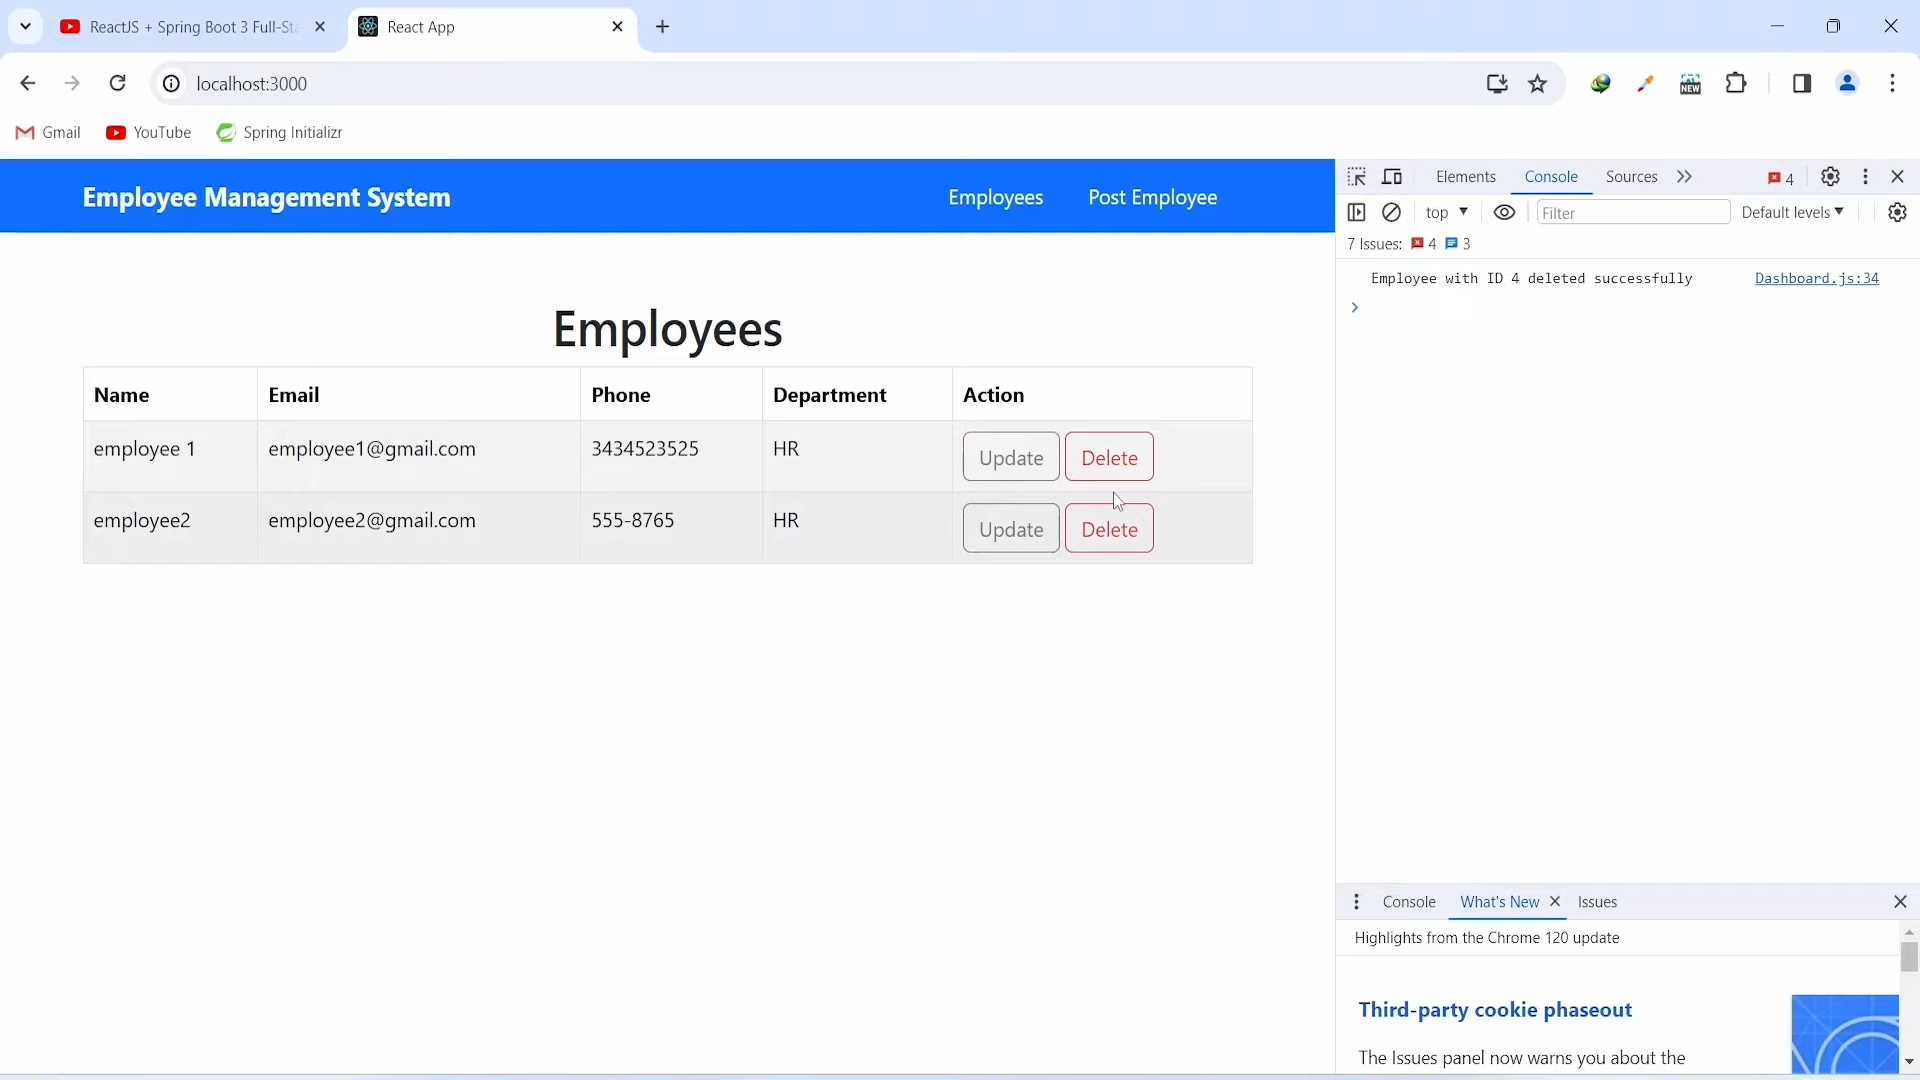 ReactJS + Spring Boot 3 Full-St
React App
localhost:3000
NEW
Gmail
YouTube
Spring Initializr
Employee Management System
Employees
Post Employee
Elements
Console
Sources
4
top
Filter
Default levels
7 Issues:
4
3
Employee with ID 4 deleted successfully
Dashboard.js:34
Employees
Name
Email
Phone
Department
Action
employee 1
employee1@gmail.com
3434523525
HR
Update
Delete
employee2
employee2@gmail.com
555-8765
HR
Update
Delete
Console
What's New
Issues
Highlights from the Chrome 120 update
Third-party cookie phaseout
The Issues panel now warns you about the